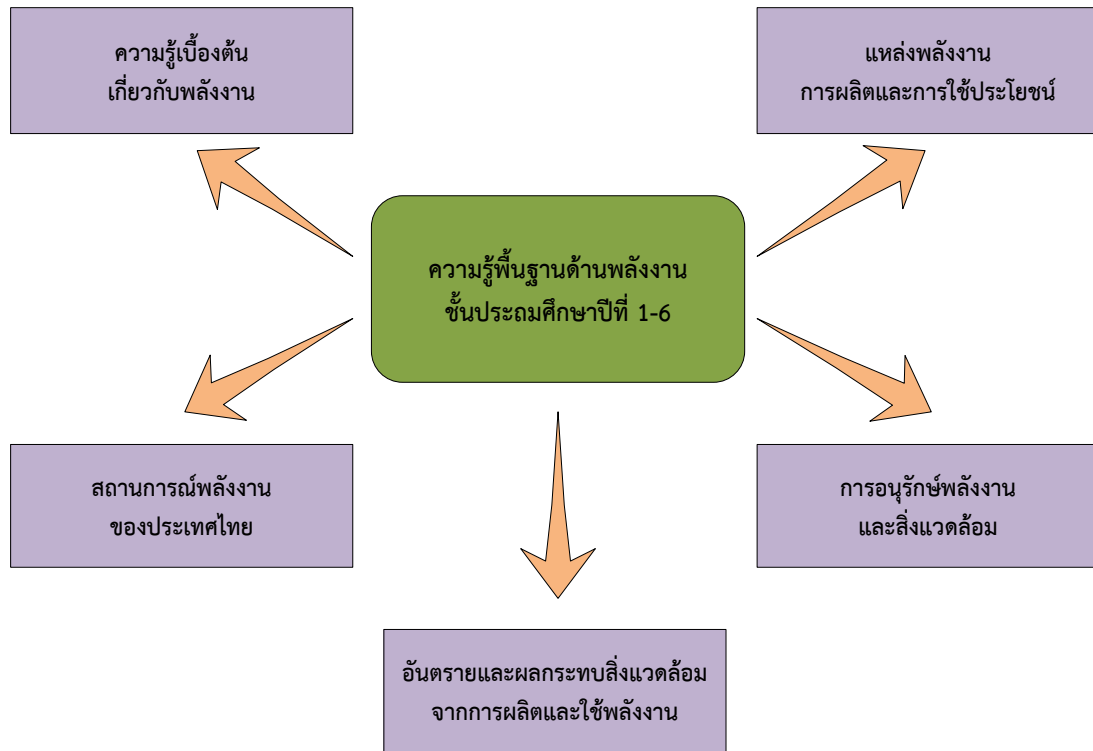 ความรู้เบื้องต้น
เกี่ยวกับพลังงาน
แหล่งพลังงาน
การผลิตและการใช้ประโยชน์
ความรู้พื้นฐานด้านพลังงาน
ชั้นประถมศึกษาปีที่ 1-6
สถานการณ์พลังงาน
ของประเทศไทย
การอนุรักษ์พลังงาน
และสิ่งแวดล้อม
อันตรายและผลกระทบสิ่งแวดล้อม
จากการผลิตและใช้พลังงาน